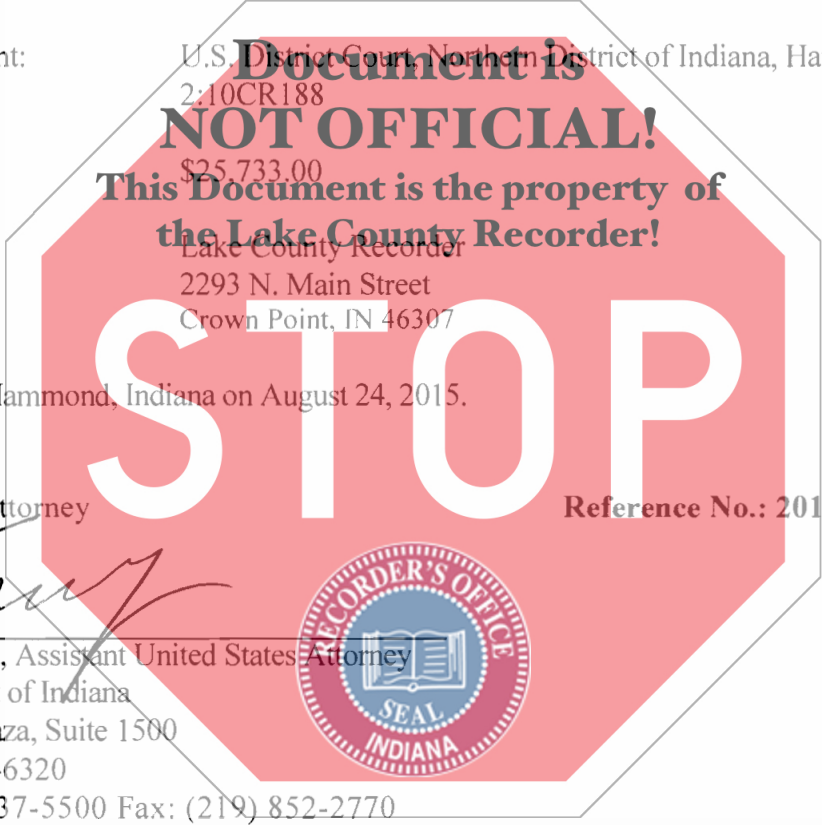 nt: U.S. District Court, Northern District of Indiana, Ha
Document is
2:10CR188
NOT OFFICIAL!
$25,733.00
This Document is the property of
the Lake County Recorder!
Lake County Recorder
2293 N. Main Street
Crown Point, IN 46307
STOP
Hammond, Indiana on August 24, 2015.
ttorney Reference No.: 201
RECORDER'S OFFICE
SEAL
INDIANA
, Assistant United States Attorney
of Indiana
za, Suite 1500
-6320
37-5500 Fax: (219) 852-2770